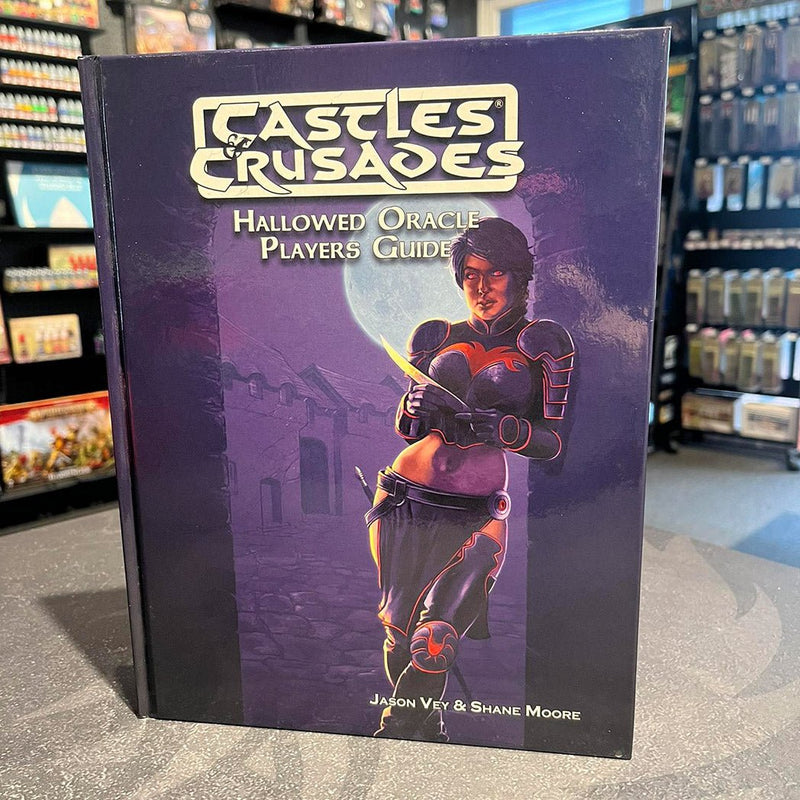 CASTLES®
& CRUSADES
HALLOWED ORACLE
PLAYERS GUIDE
JASON VEY & SHANE MOORE